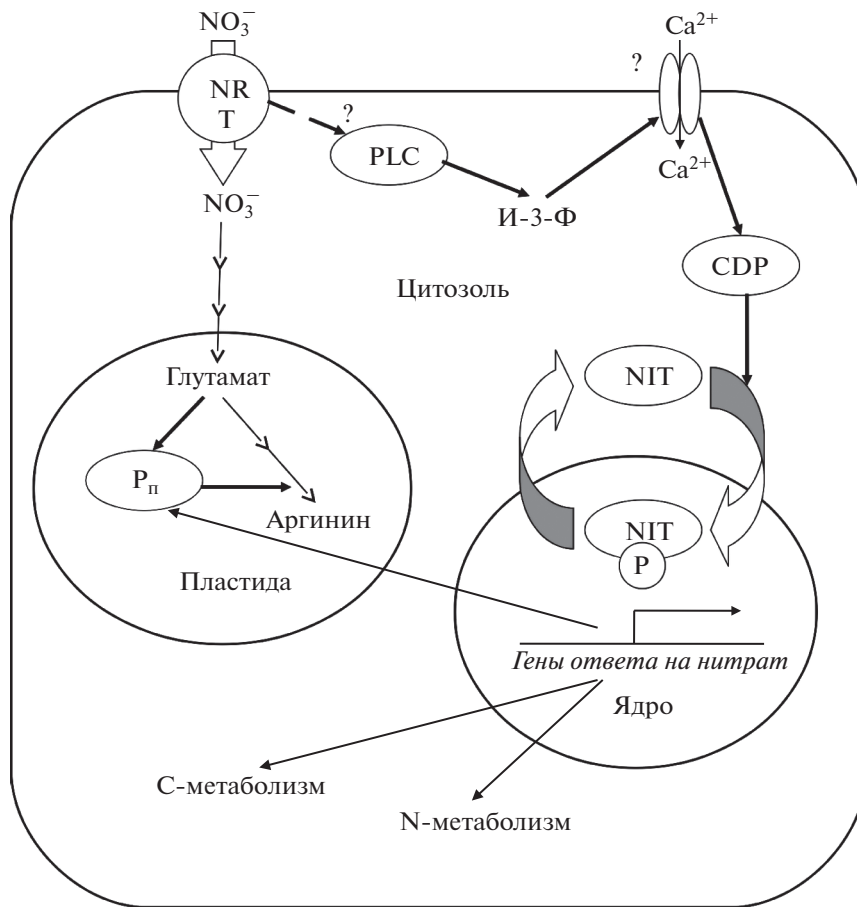 NO₃⁻
Ca²⁺
?
NR
T
?
PLC
Ca²⁺
NO₃⁻
И-3-Ф
CDP
Цитозоль
Глутамат
NIT
Pп
Аргинин
NIT
P
Пластида
Гены ответа на нитрат
Ядро
С-метаболизм
N-метаболизм